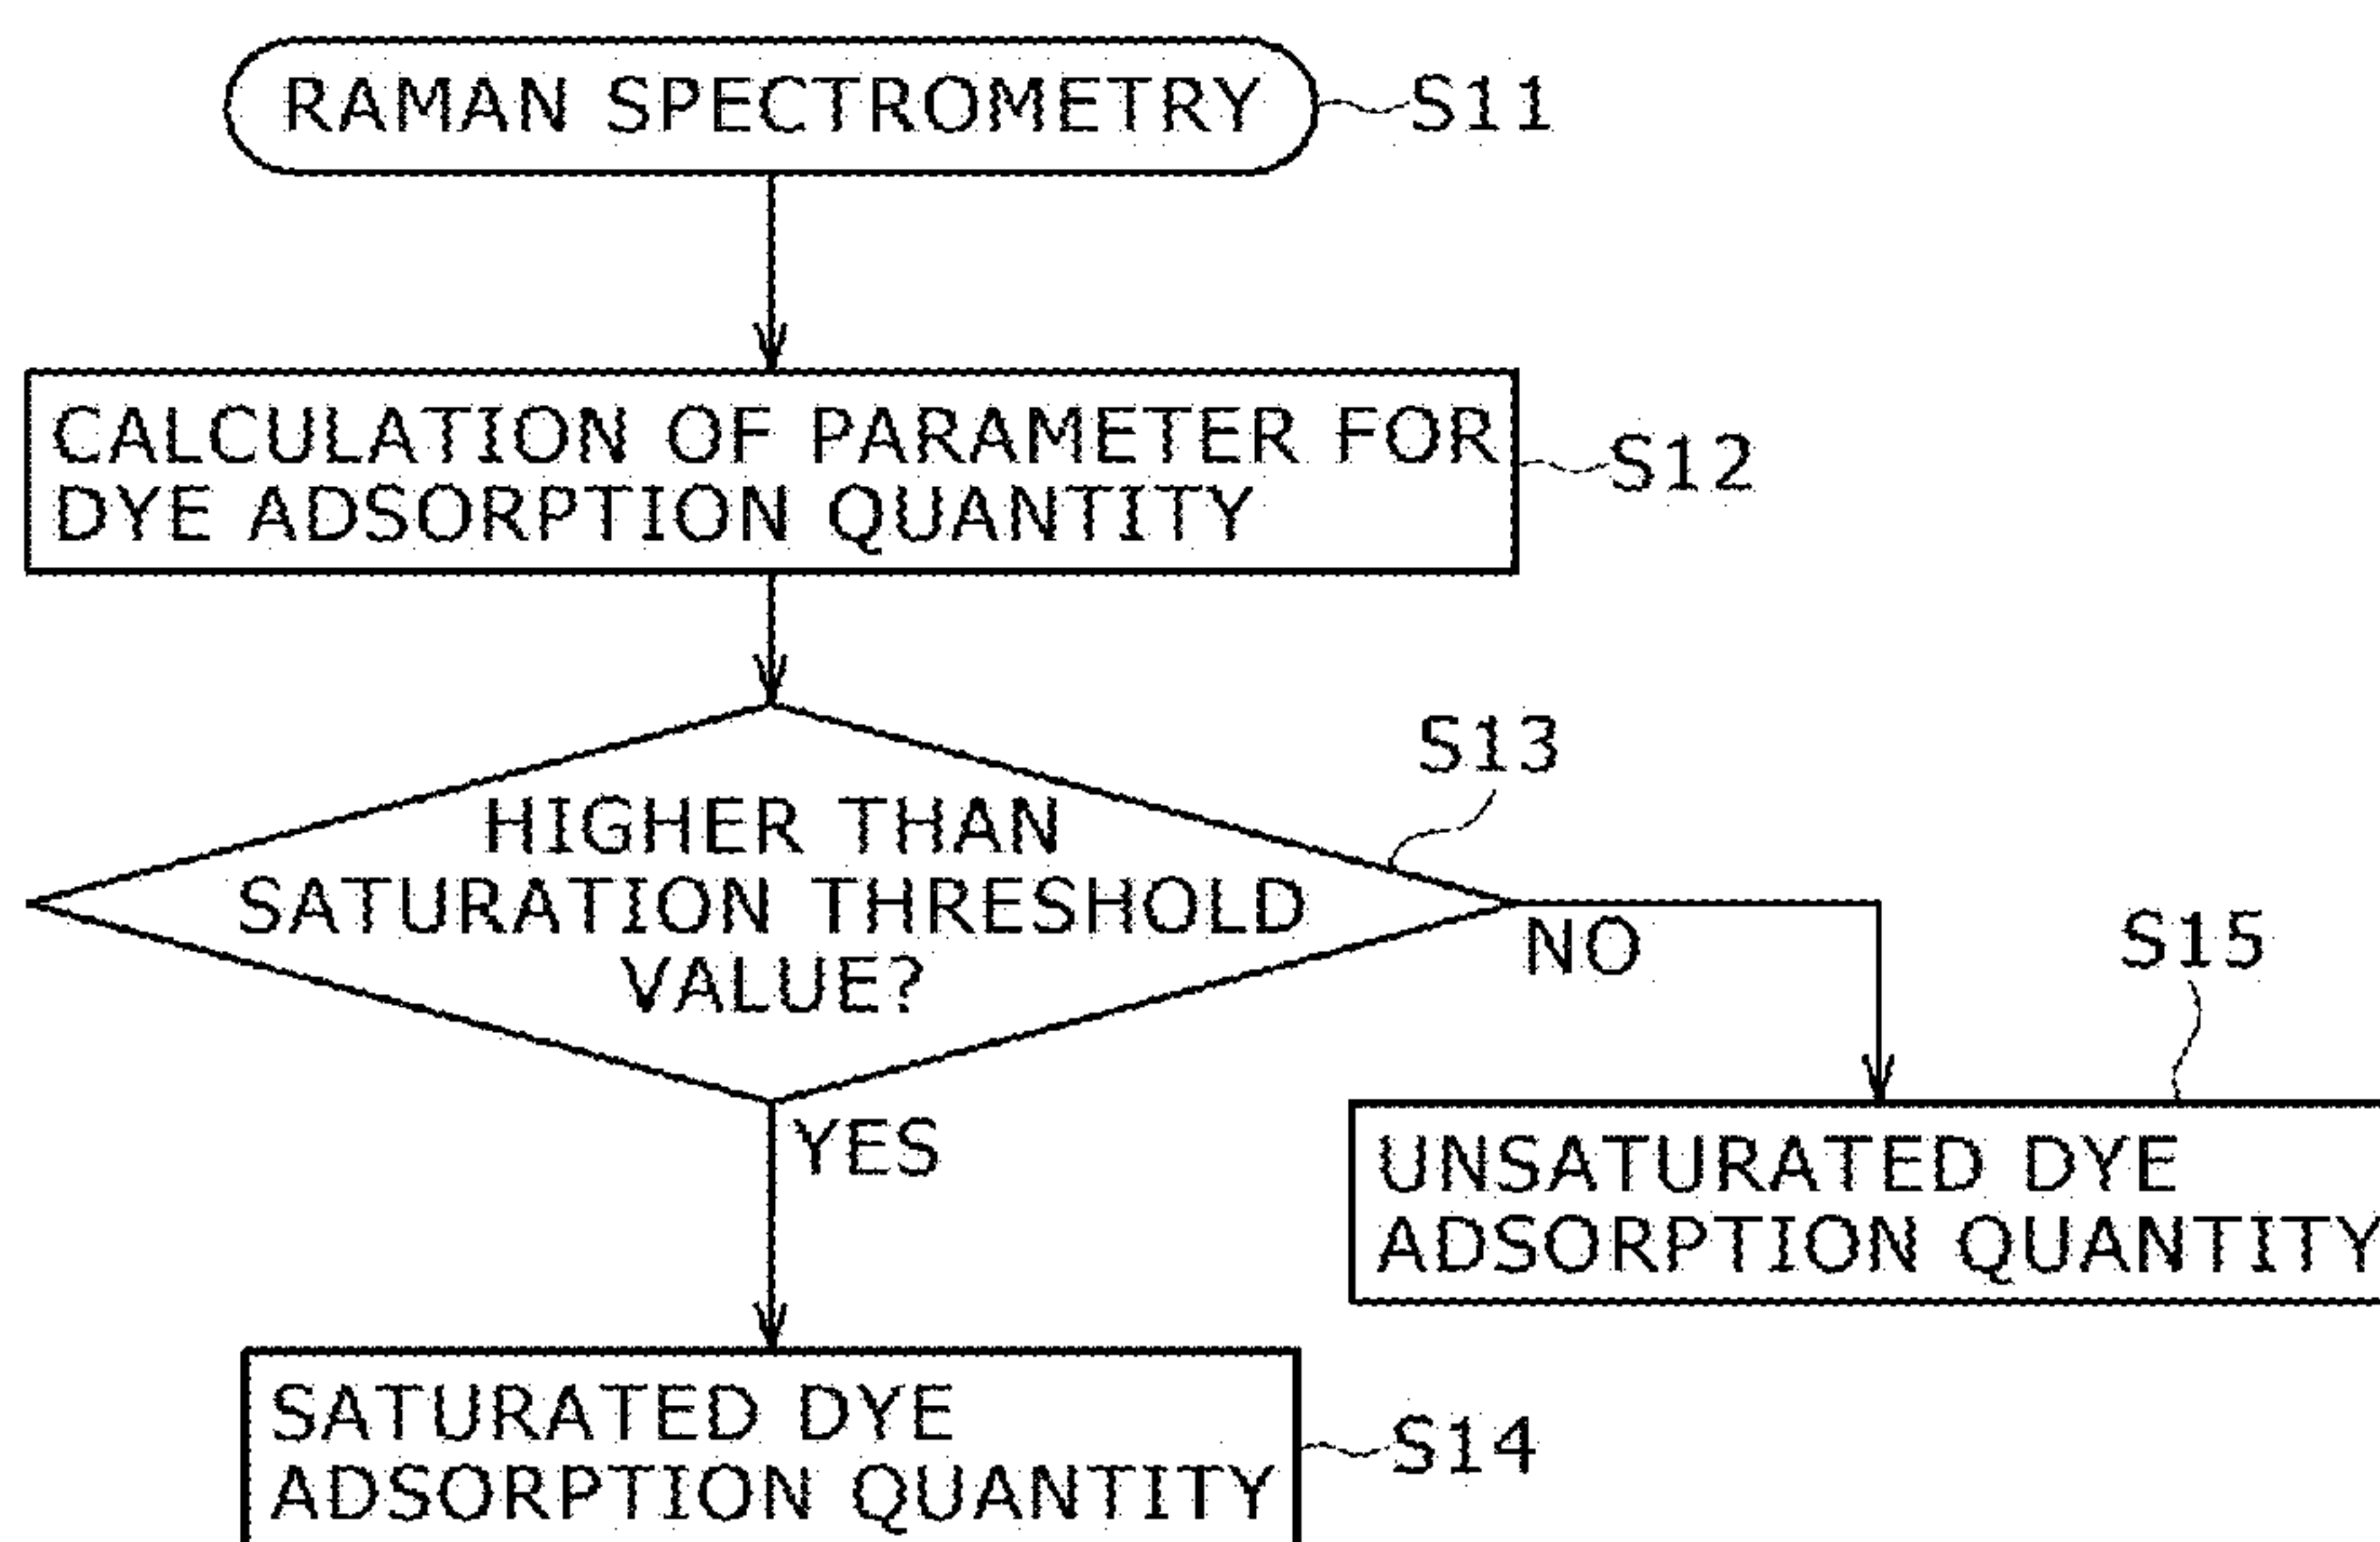 RAMAN SPECTROMETRY
S11
CALCULATION OF PARAMETER FOR
DYE ADSORPTION QUANTITY
S12
S13
HIGHER THAN
SATURATION THRESHOLD
VALUE?
NO
S15
YES
UNSATURATED DYE
ADSORPTION QUANTITY
SATURATED DYE
ADSORPTION QUANTITY
S14